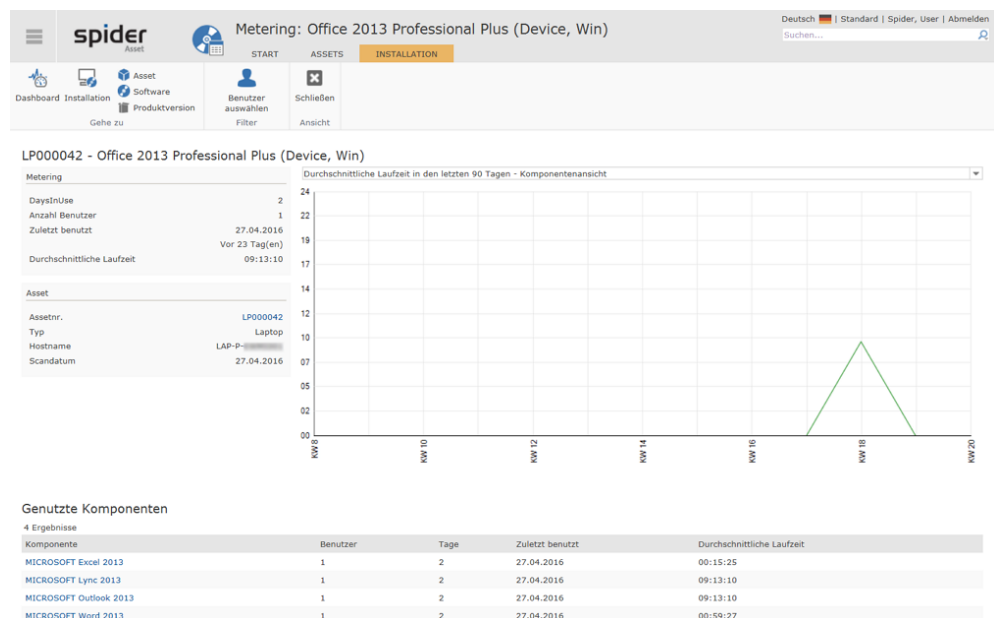 Deutsch | Standard | Spider, User | Abmelden
Suchen...
spider
Asset
Metering: Office 2013 Professional Plus (Device, Win)
START ASSETS INSTALLATION
Dashboard Installation Asset Software Produktversion
Gehe zu
Benutzer auswählen
Filter
Schließen
Ansicht
LP000042 - Office 2013 Professional Plus (Device, Win)
Metering
DaysInUse 2
Anzahl Benutzer 1
Zuletzt benutzt 27.04.2016
Vor 23 Tag(en)
Durchschnittliche Laufzeit 09:13:10
Asset
Assetnr. LP000042
Typ Laptop
Hostname LAP-P-
Scandatum 27.04.2016
Durchschnittliche Laufzeit in den letzten 90 Tagen - Komponentenansicht
24
22
19
17
14
12
10
07
05
02
00
KW 8 KW 10 KW 12 KW 14 KW 16 KW 18 KW 20
Genutzte Komponenten
4 Ergebnisse
Komponente Benutzer Tage Zuletzt benutzt Durchschnittliche Laufzeit
MICROSOFT Excel 2013 1 2 27.04.2016 00:15:25
MICROSOFT Lync 2013 1 2 27.04.2016 09:13:10
MICROSOFT Outlook 2013 1 2 27.04.2016 09:13:10
MICROSOFT Word 2013 1 2 27.04.2016 00:59:27